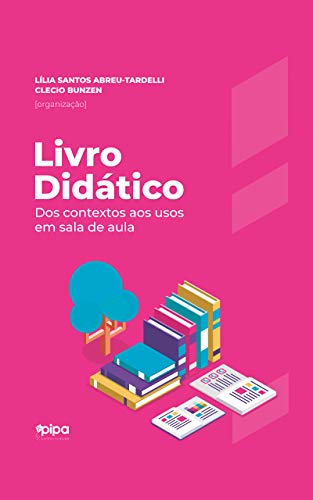 LÍLIA SANTOS ABREU-TARDELLI
CLECIO BUNZEN
[organização]
Livro
Didático
Dos contextos aos usos
em sala de aula
pipa